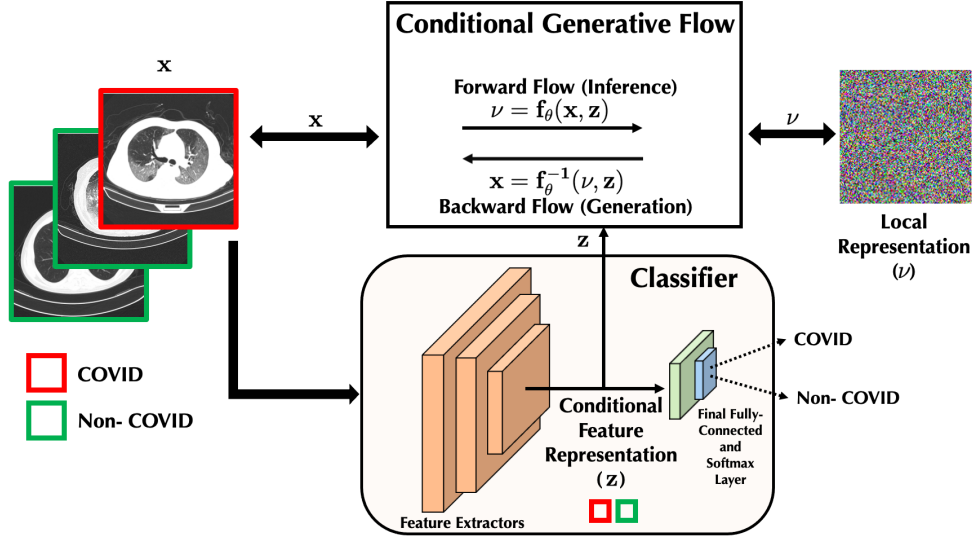 Conditional Generative Flow
x
Forward Flow (Inference)
ν = f_θ(x, z)
x
ν
x = f_θ^{-1}(ν, z)
Backward Flow (Generation)
Local
Representation
(ν)
z
Classifier
COVID
Non- COVID
COVID
Non- COVID
Conditional
Feature
Representation
(z)
Final Fully-
Connected
and
Softmax
Layer
Feature Extractors